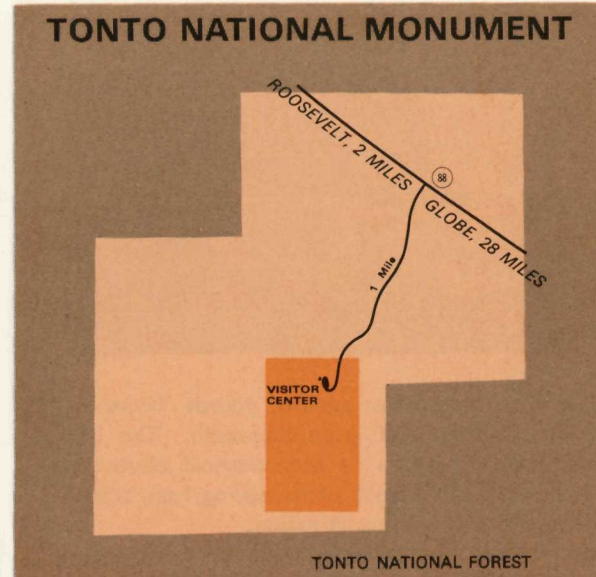 TONTO NATIONAL MONUMENT
ROOSEVELT, 2 MILES
88
GLOBE, 28 MILES
1 Mile
VISITOR
CENTER
TONTO NATIONAL FOREST